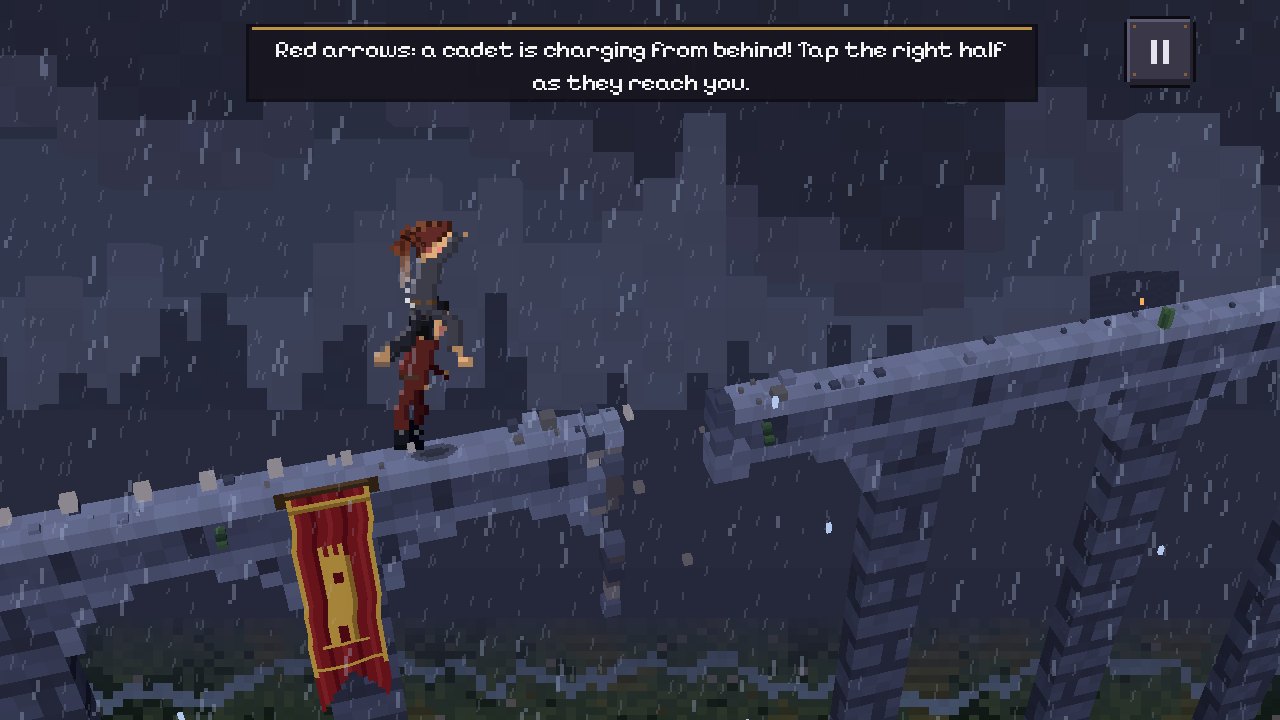 Red arrows: a cadet is charging from behind! Tap the right half
as they reach you.